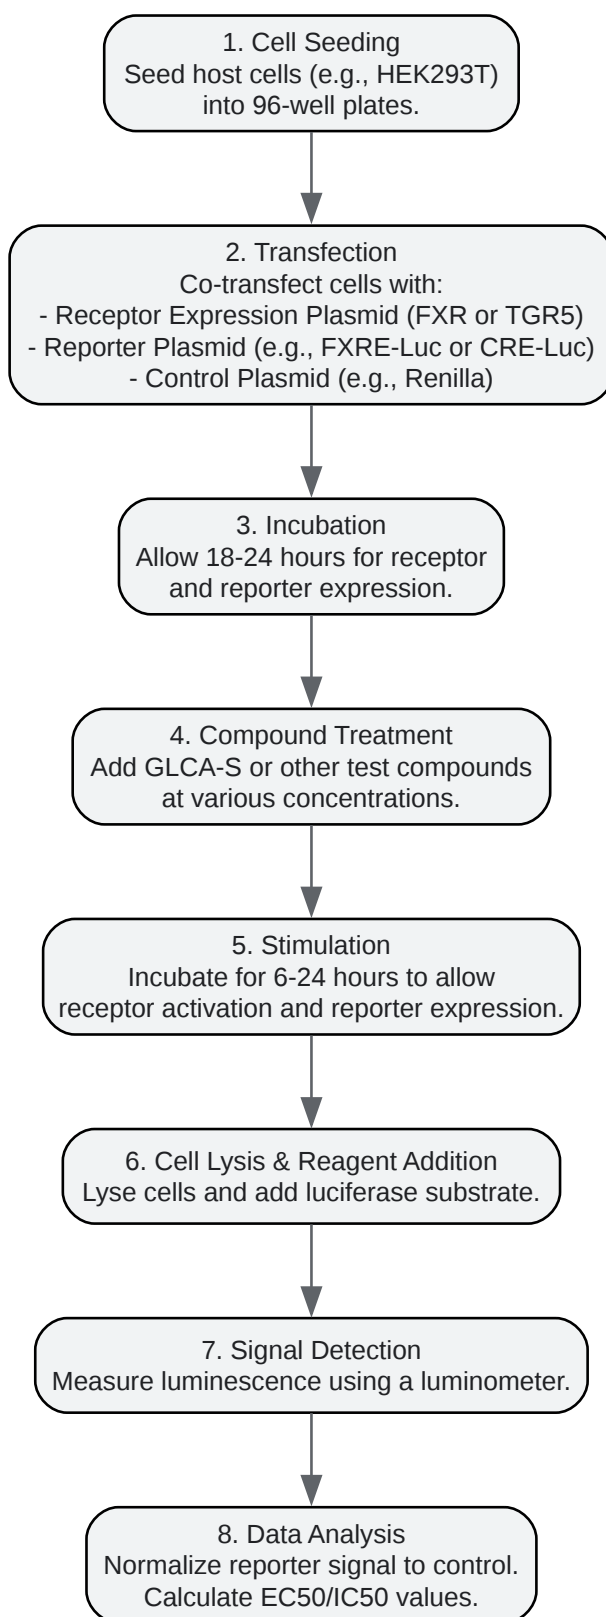 1. Cell Seeding
Seed host cells (e.g., HEK293T)
into 96-well plates.
2. Transfection
Co-transfect cells with:
- Receptor Expression Plasmid (FXR or TGR5)
- Reporter Plasmid (e.g., FXRE-Luc or CRE-Luc)
- Control Plasmid (e.g., Renilla)
3. Incubation
Allow 18-24 hours for receptor
and reporter expression.
4. Compound Treatment
Add GLCA-S or other test compounds
at various concentrations.
5. Stimulation
Incubate for 6-24 hours to allow
receptor activation and reporter expression.
6. Cell Lysis & Reagent Addition
Lyse cells and add luciferase substrate.
7. Signal Detection
Measure luminescence using a luminometer.
8. Data Analysis
Normalize reporter signal to control.
Calculate EC50/IC50 values.